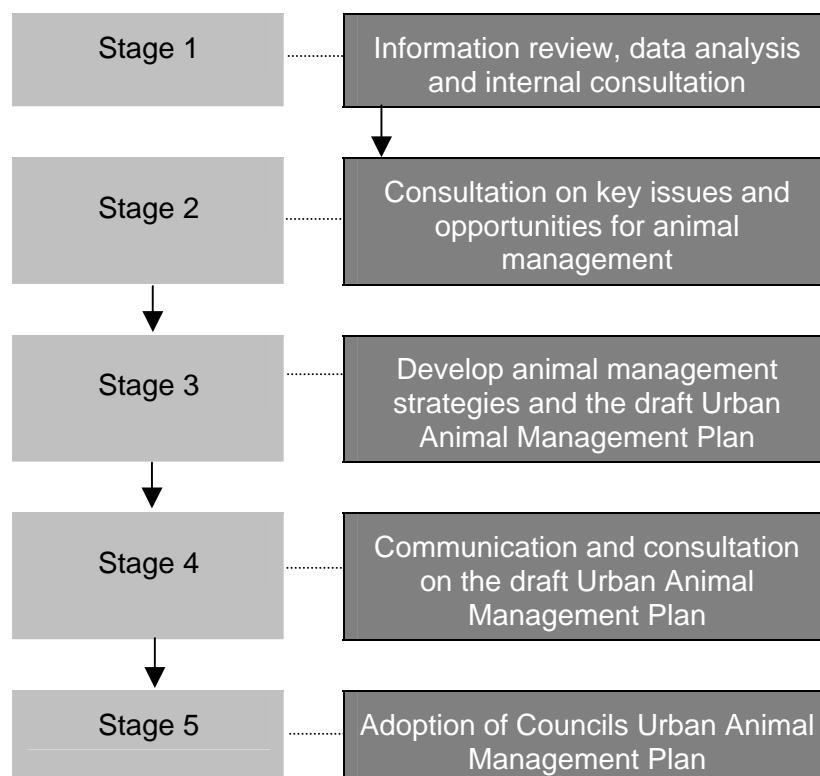 Stage 1
Information review, data analysis
and internal consultation
Stage 2
Consultation on key issues and
opportunities for animal
management
Stage 3
Develop animal management
strategies and the draft Urban
Animal Management Plan
Stage 4
Communication and consultation
on the draft Urban Animal
Management Plan
Stage 5
Adoption of Councils Urban Animal
Management Plan